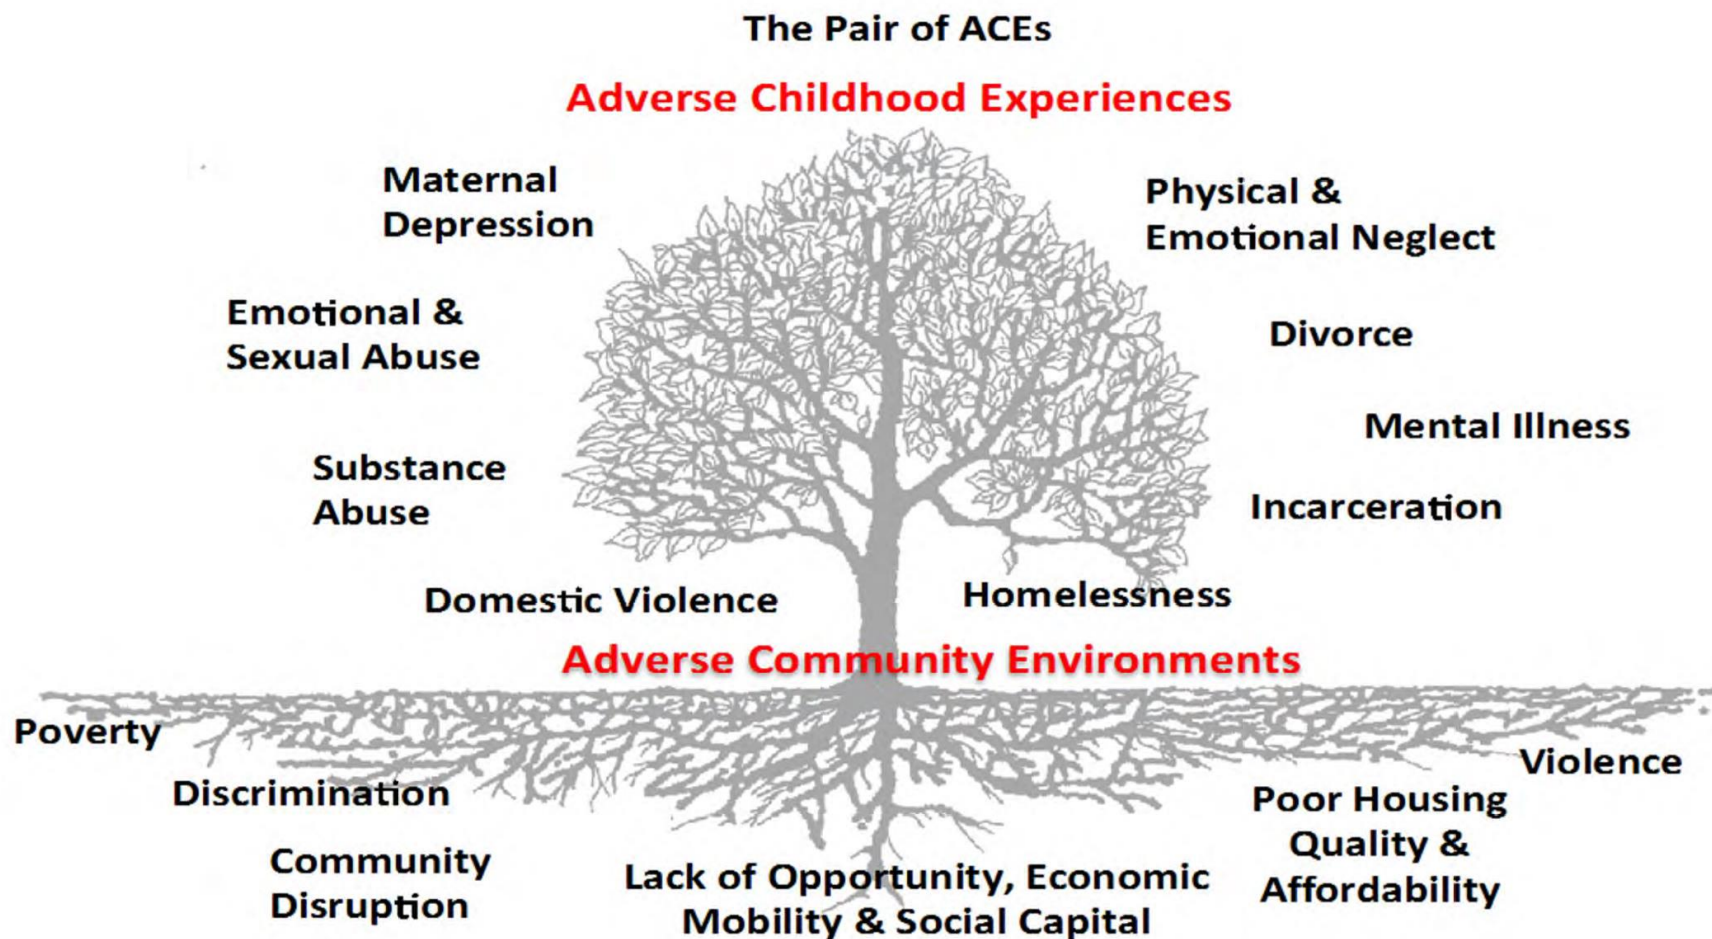 The Pair of ACEs
Adverse Childhood Experiences
Maternal
Depression
Physical &
Emotional Neglect
Emotional &
Sexual Abuse
Divorce
Mental Illness
Substance
Abuse
Incarceration
Domestic Violence
Homelessness
Adverse Community Environments
Poverty
Violence
Discrimination
Poor Housing
Quality &
Affordability
Community
Disruption
Lack of Opportunity, Economic
Mobility & Social Capital